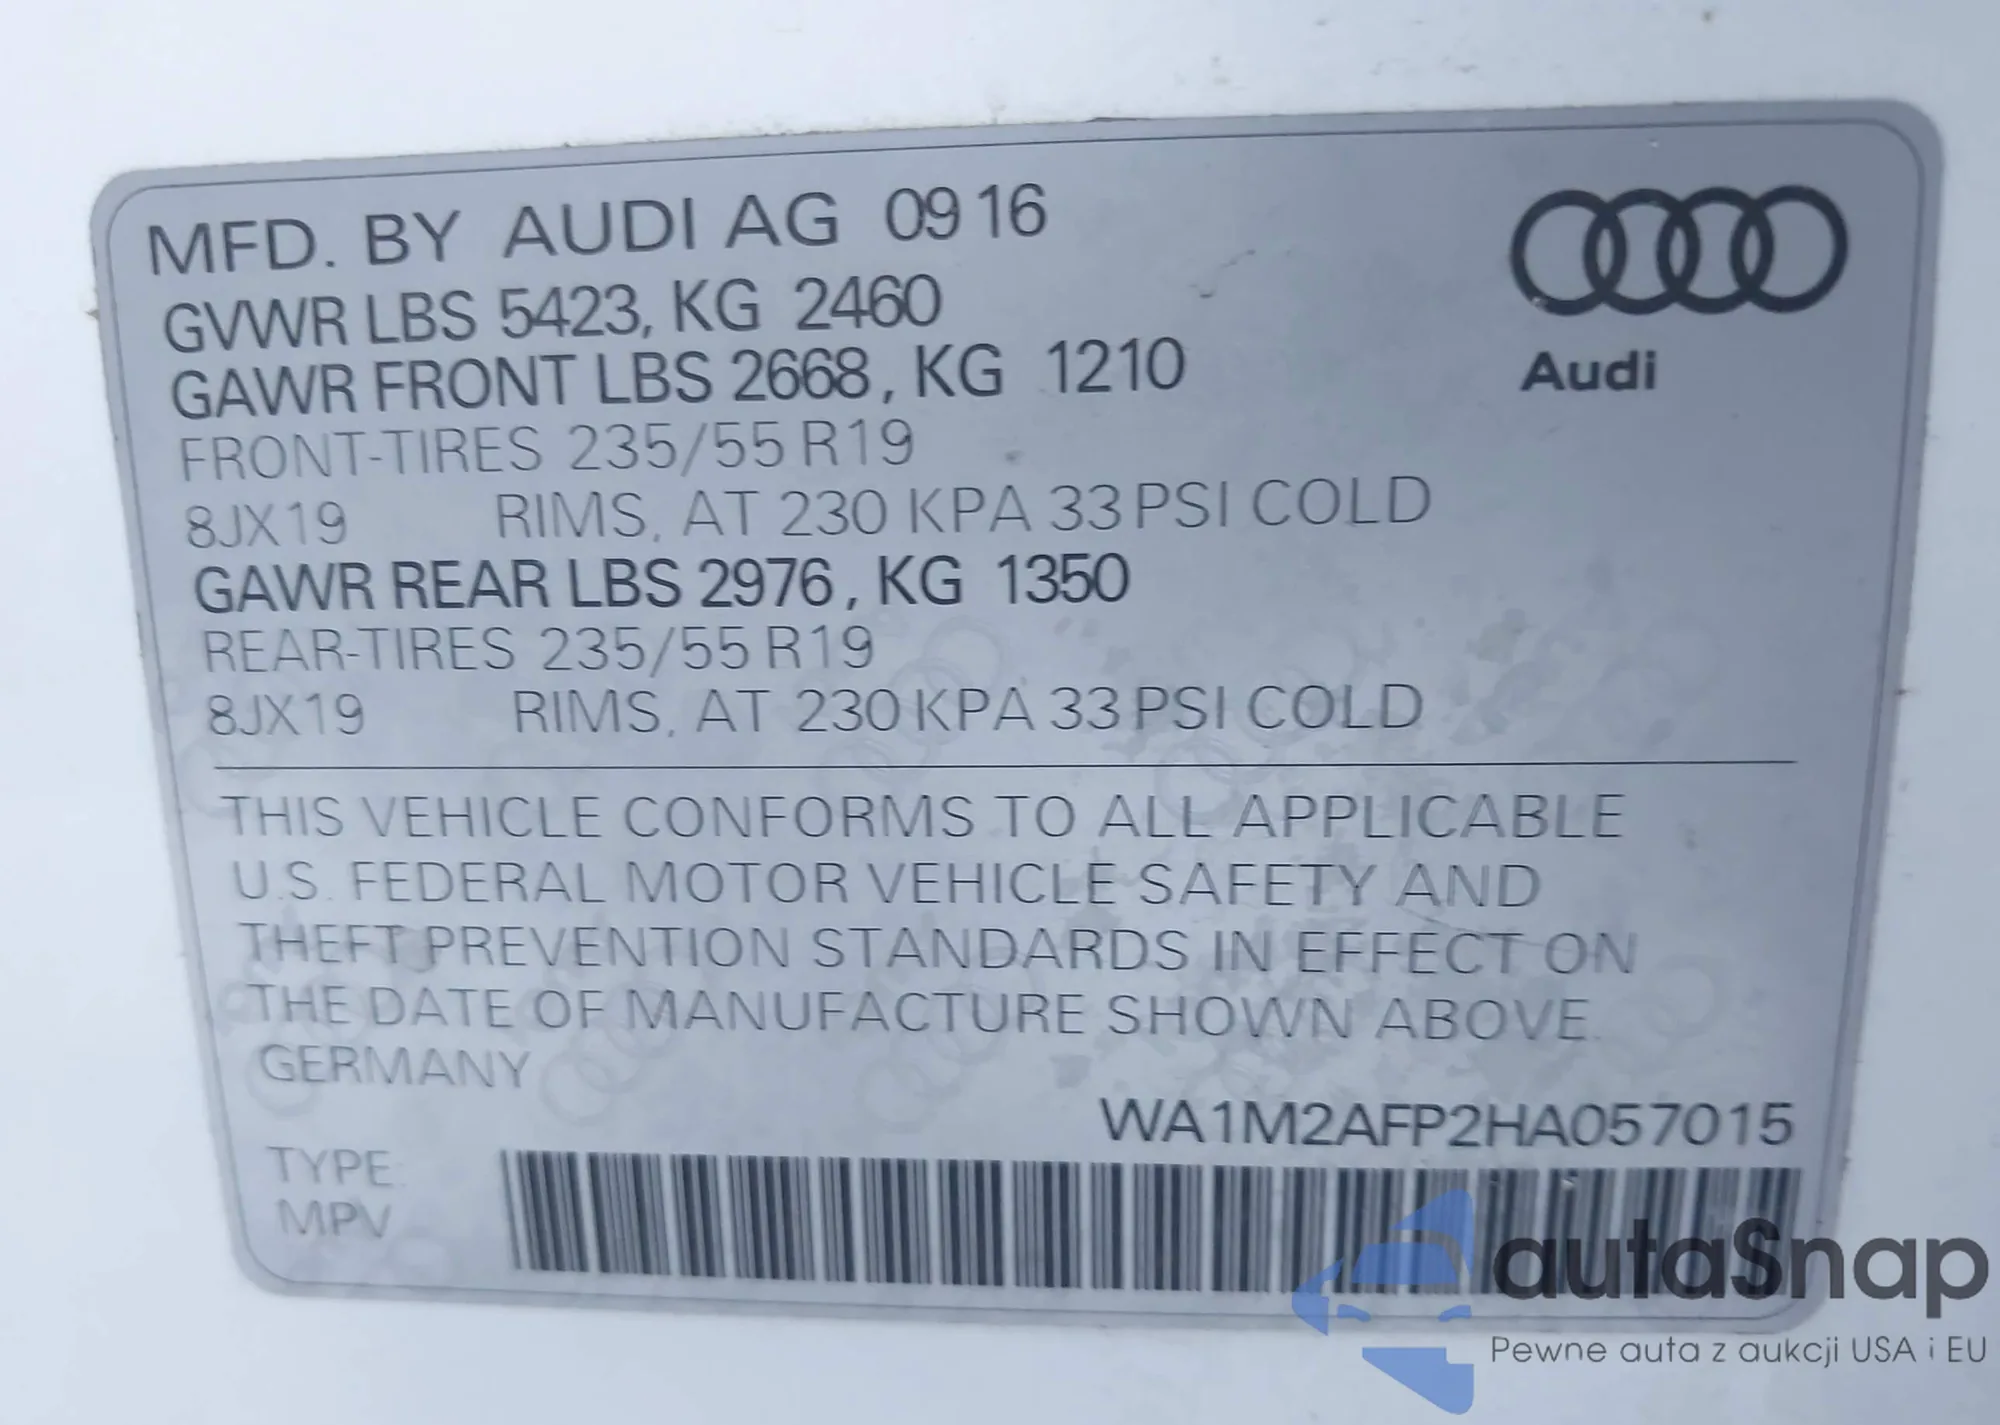 MFD. BY AUDI AG 09 16
GVWR LBS 5423, KG 2460
GAWR FRONT LBS 2668, KG 1210
FRONT-TIRES 235/55 R19
8JX19 RIMS, AT 230 KPA 33 PSI COLD
GAWR REAR LBS 2976, KG 1350
REAR-TIRES 235/55 R19
8JX19 RIMS, AT 230 KPA 33 PSI COLD
Audi
THIS VEHICLE CONFORMS TO ALL APPLICABLE
U.S. FEDERAL MOTOR VEHICLE SAFETY AND
THEFT PREVENTION STANDARDS IN EFFECT ON
THE DATE OF MANUFACTURE SHOWN ABOVE.
GERMANY
WA1M2AFP2HA057015
TYPE:
MPV
autaSnap
Pewne auta z aukcji USA i EU